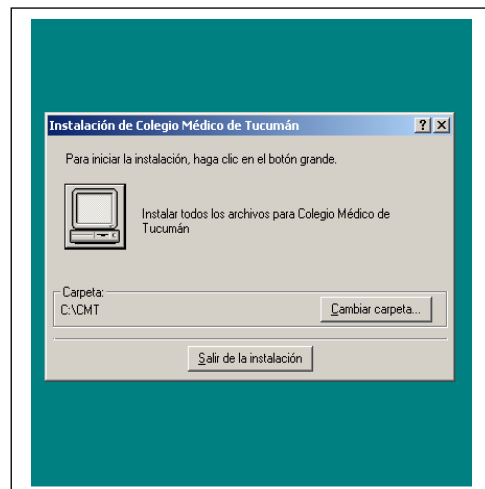 Instalación de Colegio Médico de Tucumán
Para iniciar la instalación, haga clic en el botón grande.
Instalar todos los archivos para Colegio Médico de
Tucumán
Carpeta:
C:\CMT
Cambiar carpeta...
Salir de la instalación